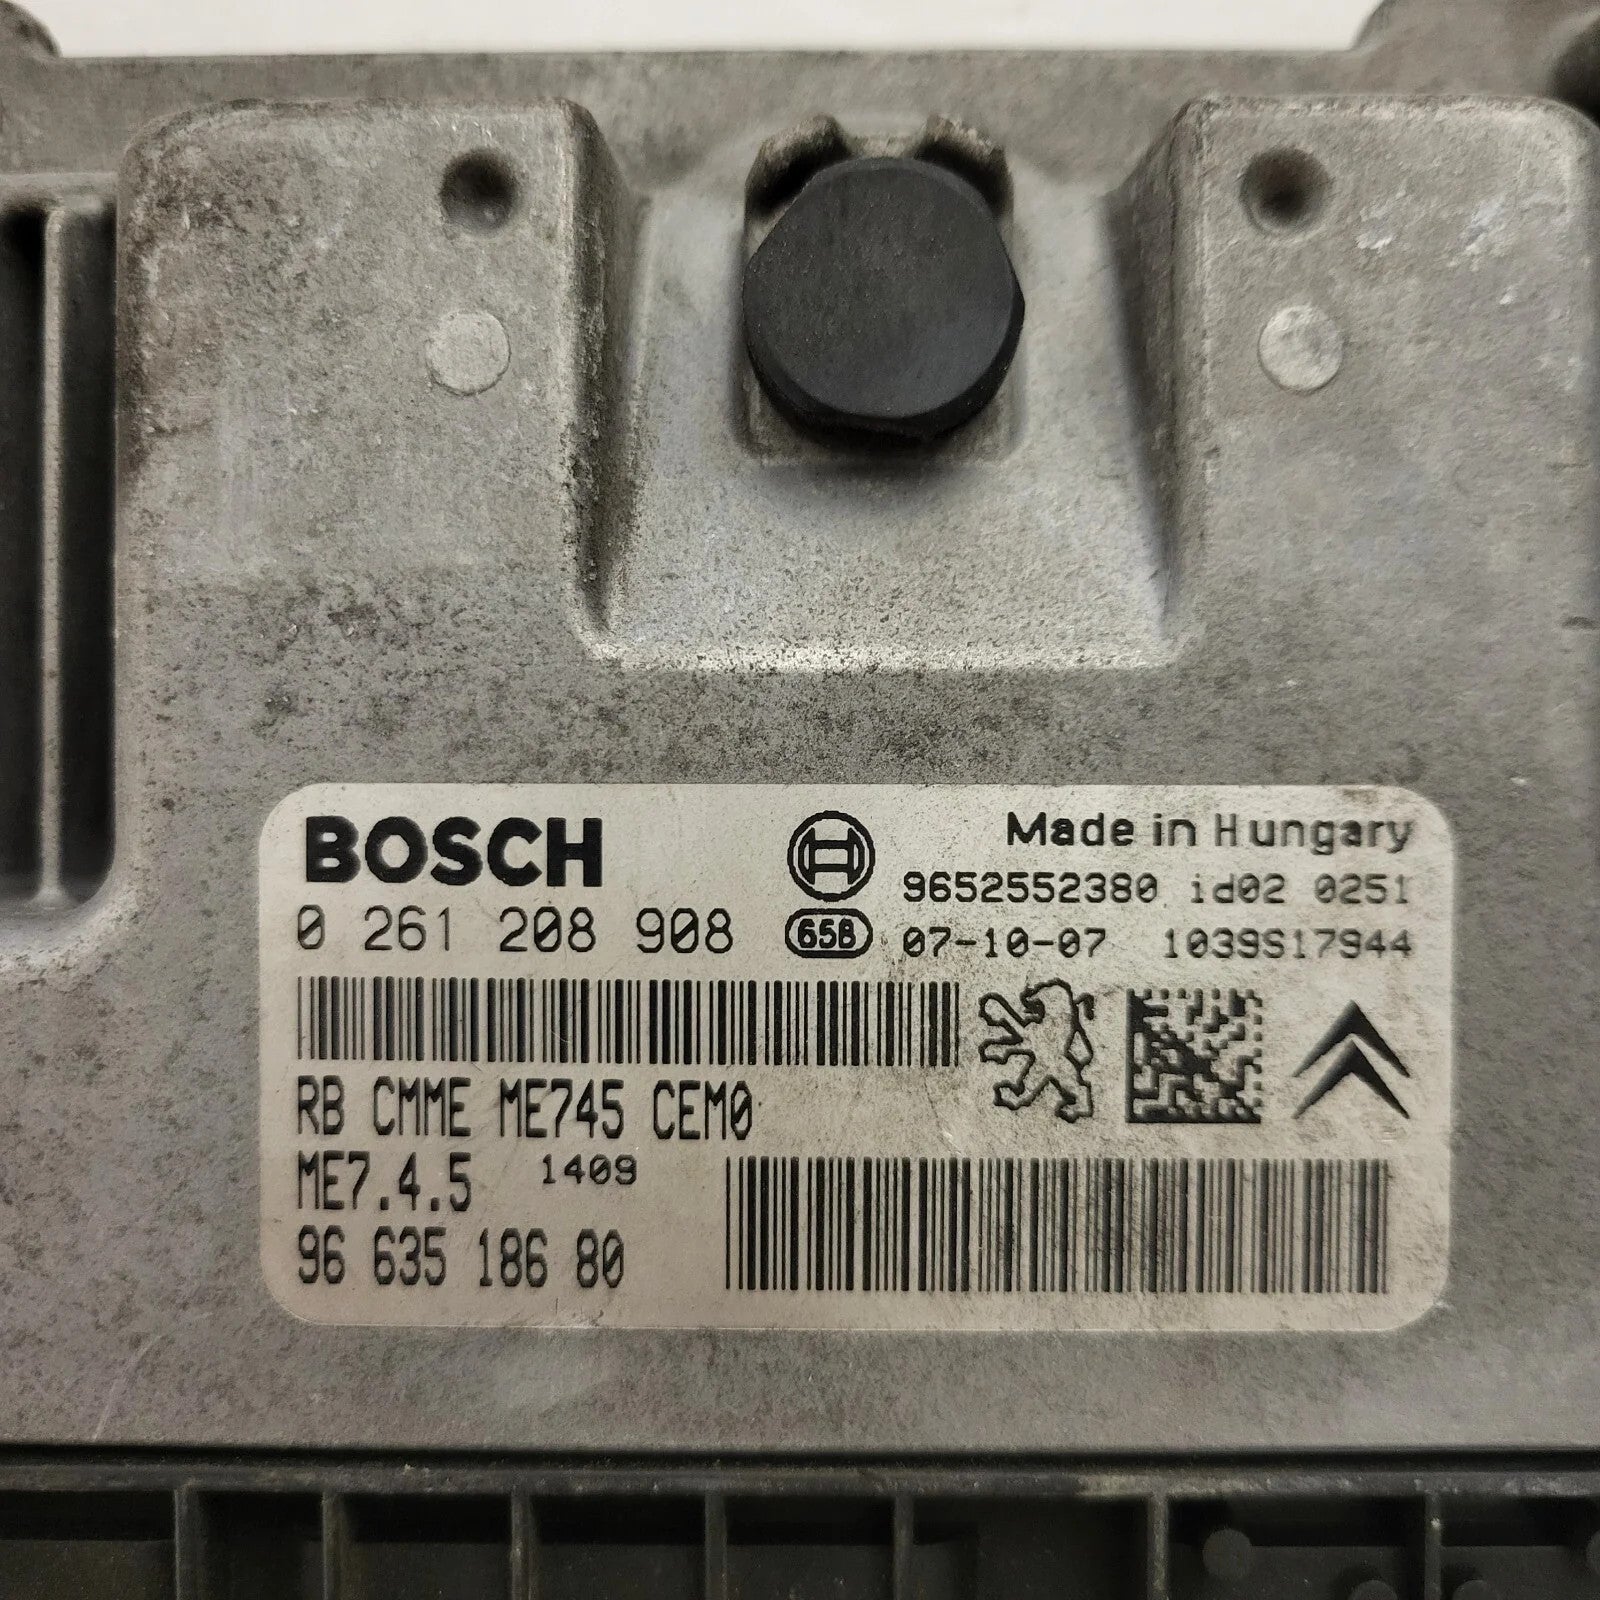 BOSCH
Made in Hungary
9652552380 id02 0251
0 261 208 908
658
07-10-07 1039S17944
RB CMME ME745 CEM0
ME7.4.5 1409
96 635 186 80